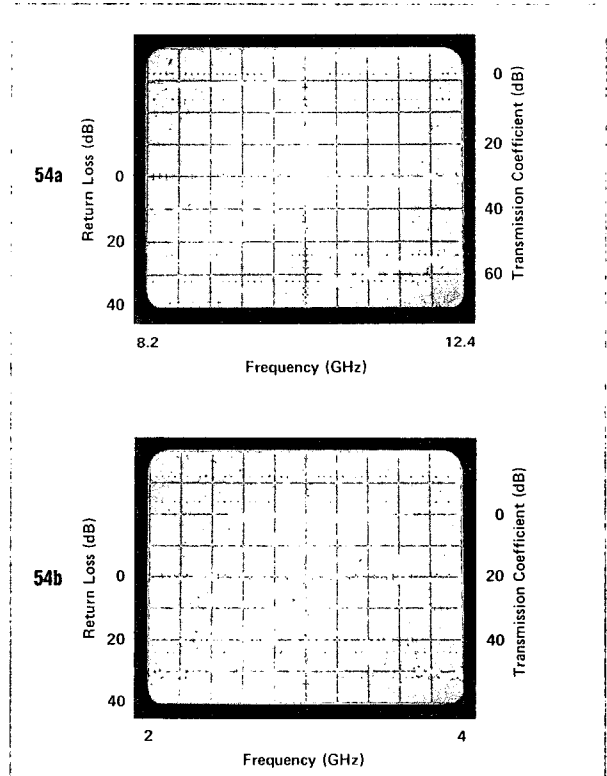 54a
Return Loss (dB)
0
20
40
Transmission Coefficient (dB)
0
20
40
60
8.2
12.4
Frequency (GHz)
54b
Return Loss (dB)
0
20
40
Transmission Coefficient (dB)
0
20
40
2
4
Frequency (GHz)